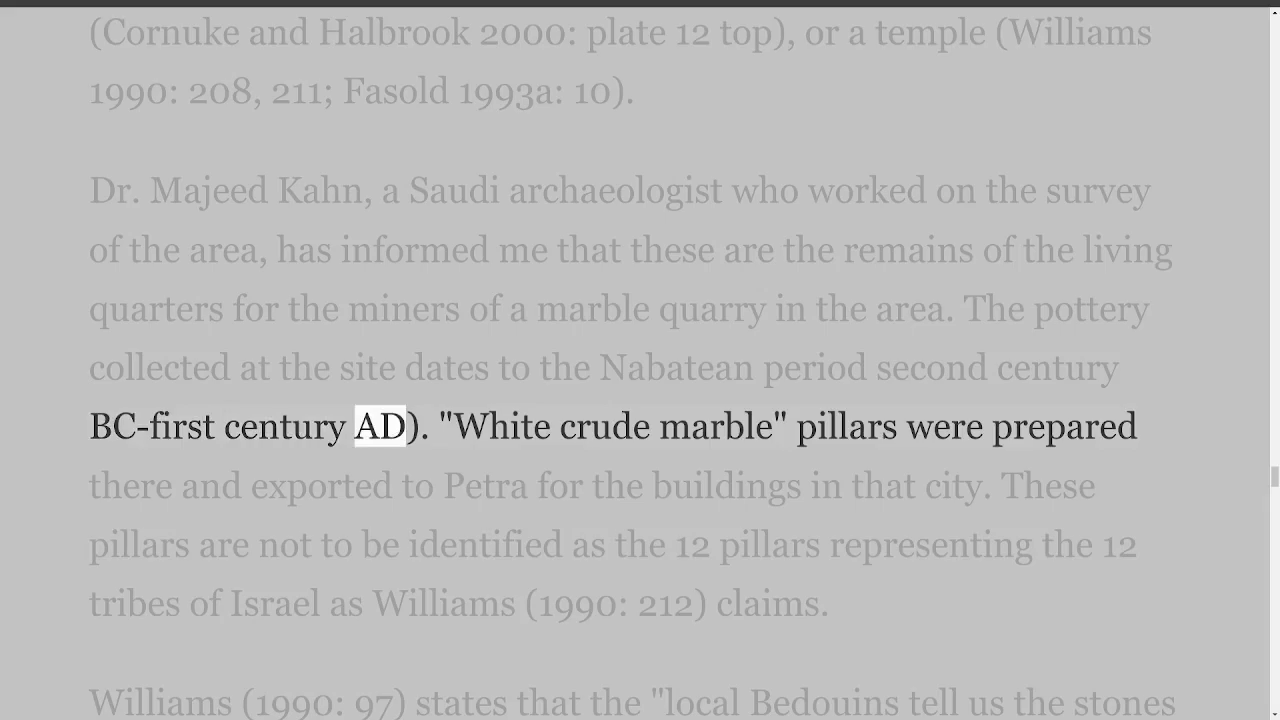 (Cornuke and Halbrook 2000: plate 12 top), or a temple (Williams
1990: 208, 211; Fasold 1993a: 10).
Dr. Majeed Kahn, a Saudi archaeologist who worked on the survey
of the area, has informed me that these are the remains of the living
quarters for the miners of a marble quarry in the area. The pottery
collected at the site dates to the Nabatean period second century
BC-first century AD). "White crude marble" pillars were prepared
there and exported to Petra for the buildings in that city. These
pillars are not to be identified as the 12 pillars representing the 12
tribes of Israel as Williams (1990: 212) claims.
Williams (1990: 97) states that the "local Bedouins tell us the stones